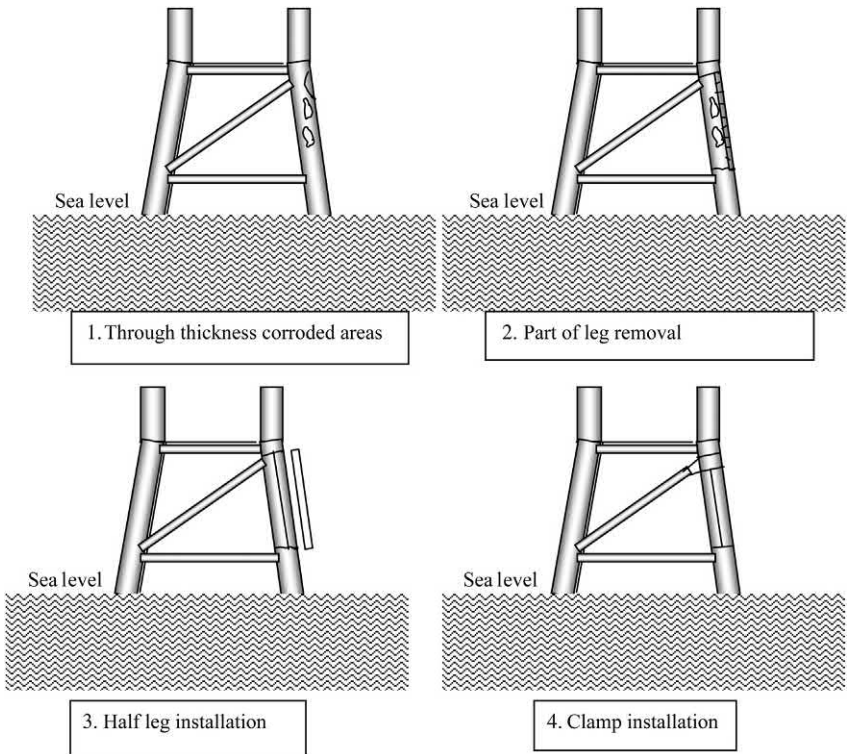 Sea level
Sea level
1. Through thickness corroded areas
2. Part of leg removal
Sea level
Sea level
3. Half leg installation
4. Clamp installation